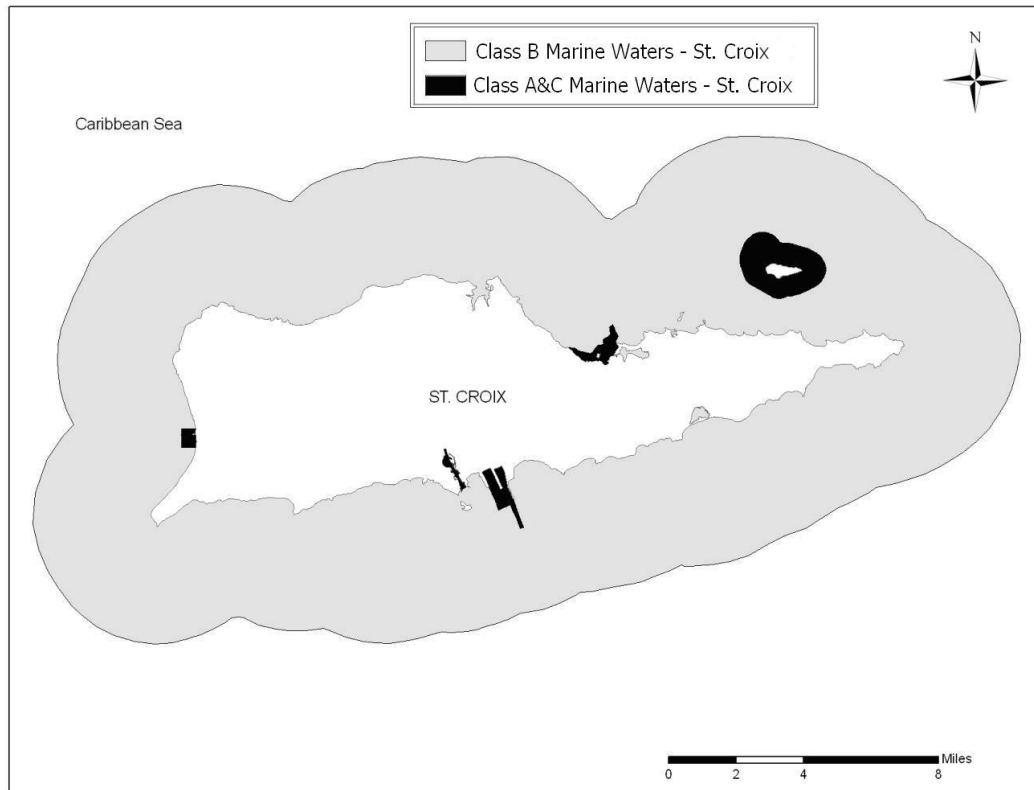 Class B Marine Waters - St. Croix
Class A&C Marine Waters - St. Croix
N
Caribbean Sea
ST. CROIX
Miles
0 2 4 8